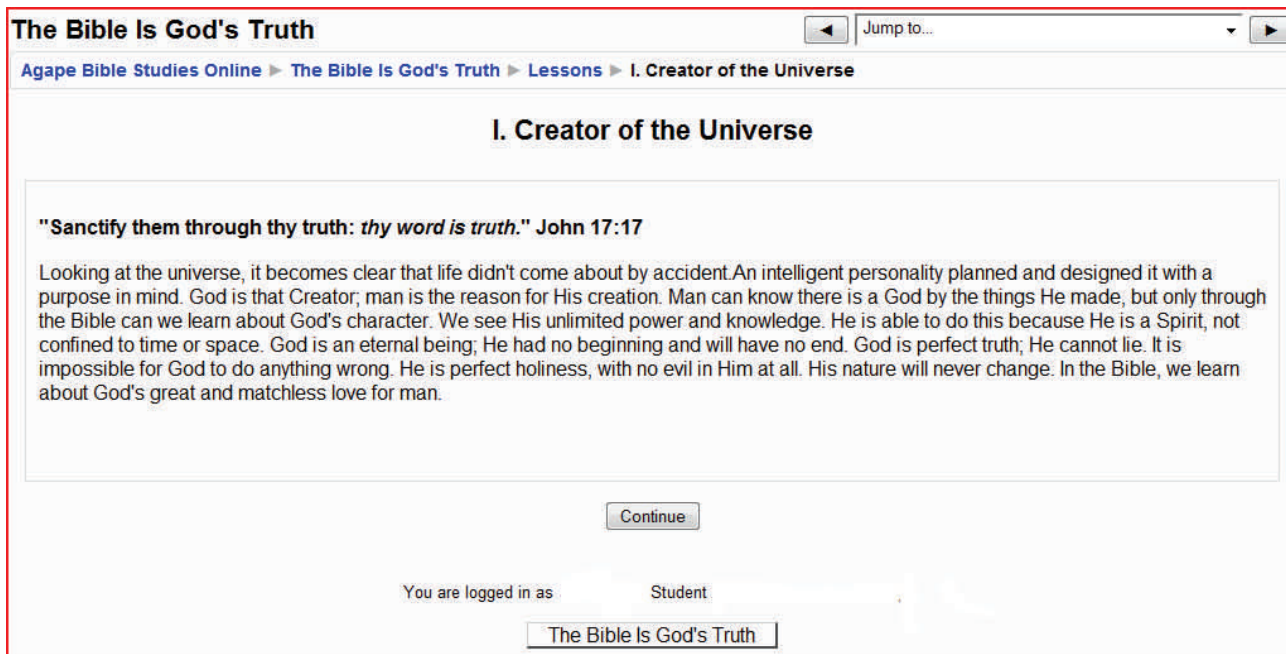 The Bible Is God's Truth
◄ Jump to... ►
Agape Bible Studies Online ► The Bible Is God's Truth ► Lessons ► I. Creator of the Universe
I. Creator of the Universe
"Sanctify them through thy truth: thy word is truth." John 17:17
Looking at the universe, it becomes clear that life didn't come about by accident.An intelligent personality planned and designed it with a
purpose in mind. God is that Creator; man is the reason for His creation. Man can know there is a God by the things He made, but only through
the Bible can we learn about God's character. We see His unlimited power and knowledge. He is able to do this because He is a Spirit, not
confined to time or space. God is an eternal being; He had no beginning and will have no end. God is perfect truth; He cannot lie. It is
impossible for God to do anything wrong. He is perfect holiness, with no evil in Him at all. His nature will never change. In the Bible, we learn
about God's great and matchless love for man.
Continue
You are logged in as Student
The Bible Is God's Truth